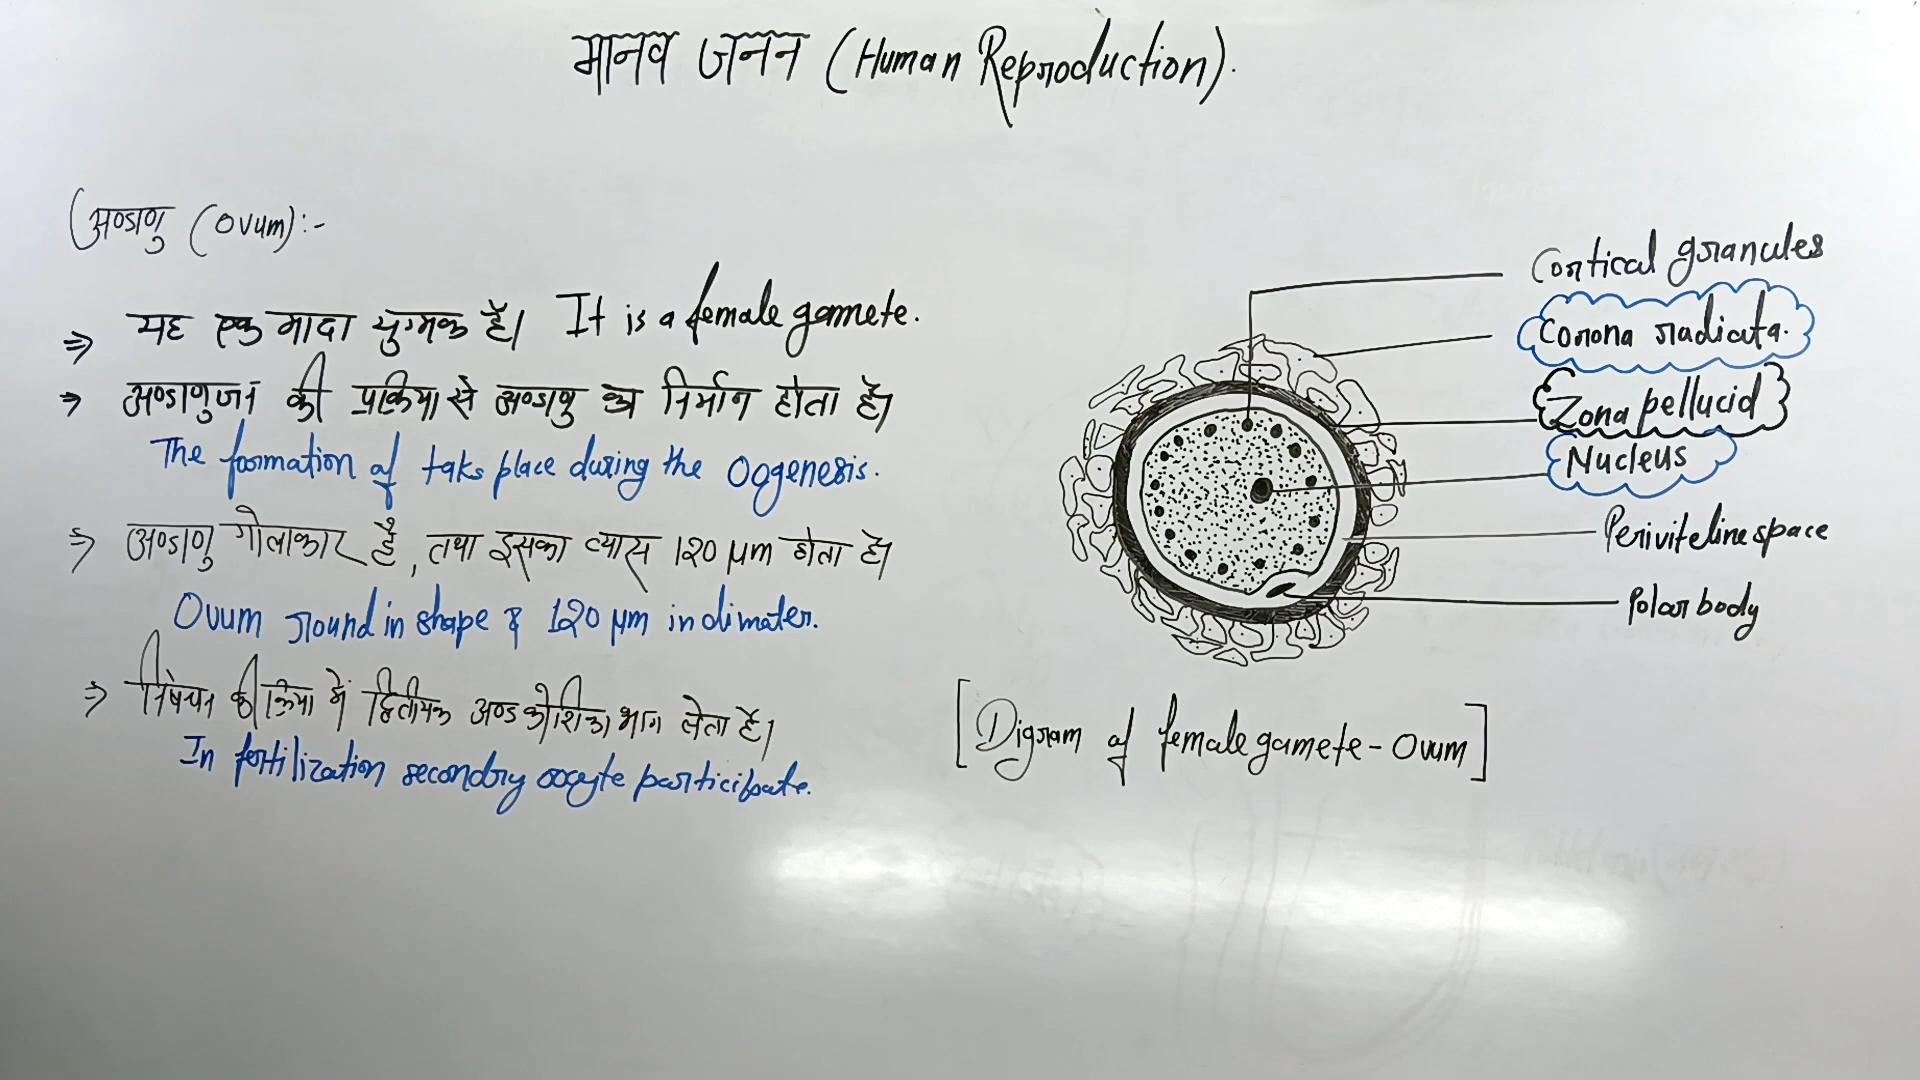 मानव जनन (Human Reproduction).
अण्डाणु (Ovum):-
⇒ यह एक मादा युग्मक है। It is a female gamete.
⇒ अण्डाणुजनन की प्रक्रिया से अण्डाणु का निर्माण होता है।
The formation of taks place during the Oogenesis.
⇒ अण्डाणु गोलाकार है, तथा इसका व्यास 120 μm होता है।
Ovum round in shape & 120 μm in dimater.
⇒ निषेचन की क्रिया में द्वितीयक अण्डकोशिका भाग लेता है।
In fertilization secondry oocyte participate.
Cortical granules
Corona radiata.
Zona pellucid
Nucleus
Periviteline space
Polar body
[Digram of female gamete - Ovum]